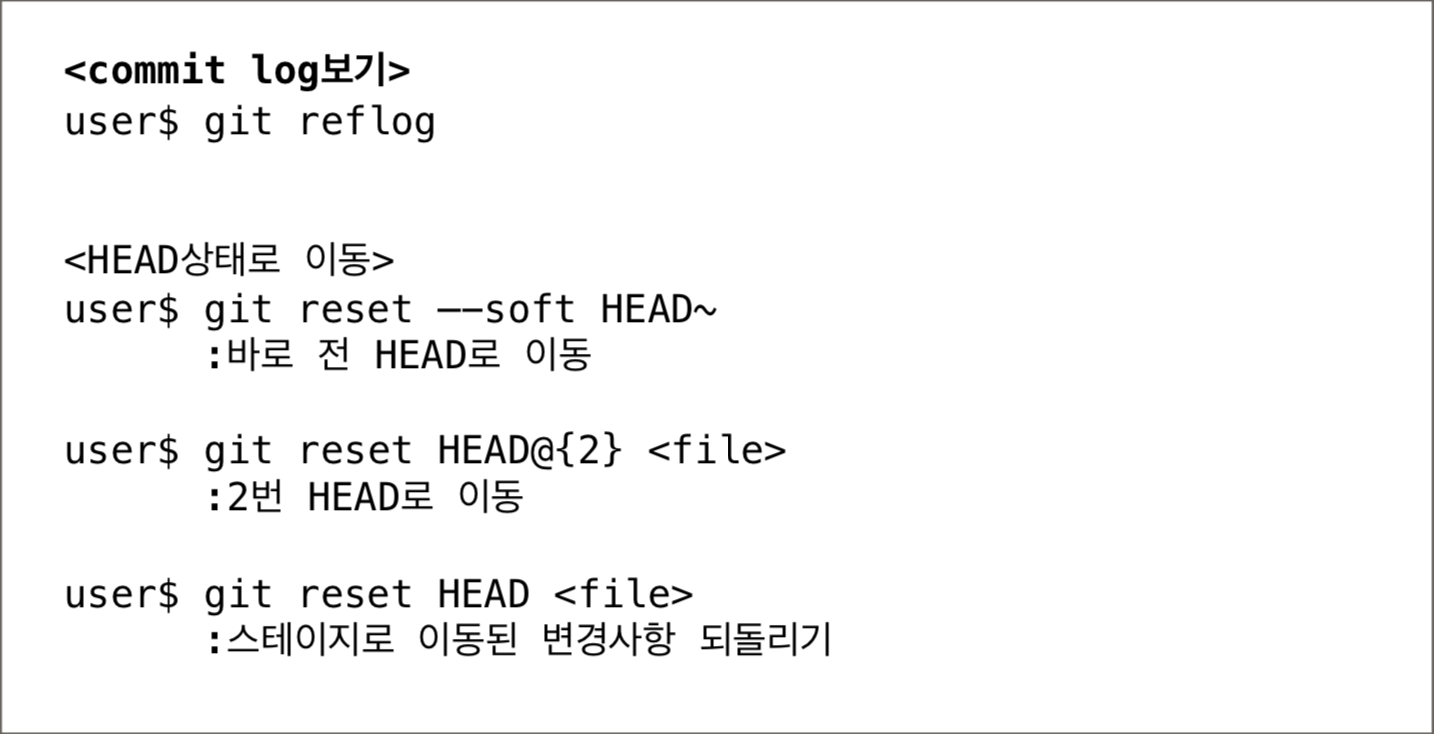 <commit log보기>
user$ git reflog
<HEAD상태로 이동>
user$ git reset ––soft HEAD~
:바로 전 HEAD로 이동
user$ git reset HEAD@{2} <file>
:2번 HEAD로 이동
user$ git reset HEAD <file>
:스테이지로 이동된 변경사항 되돌리기